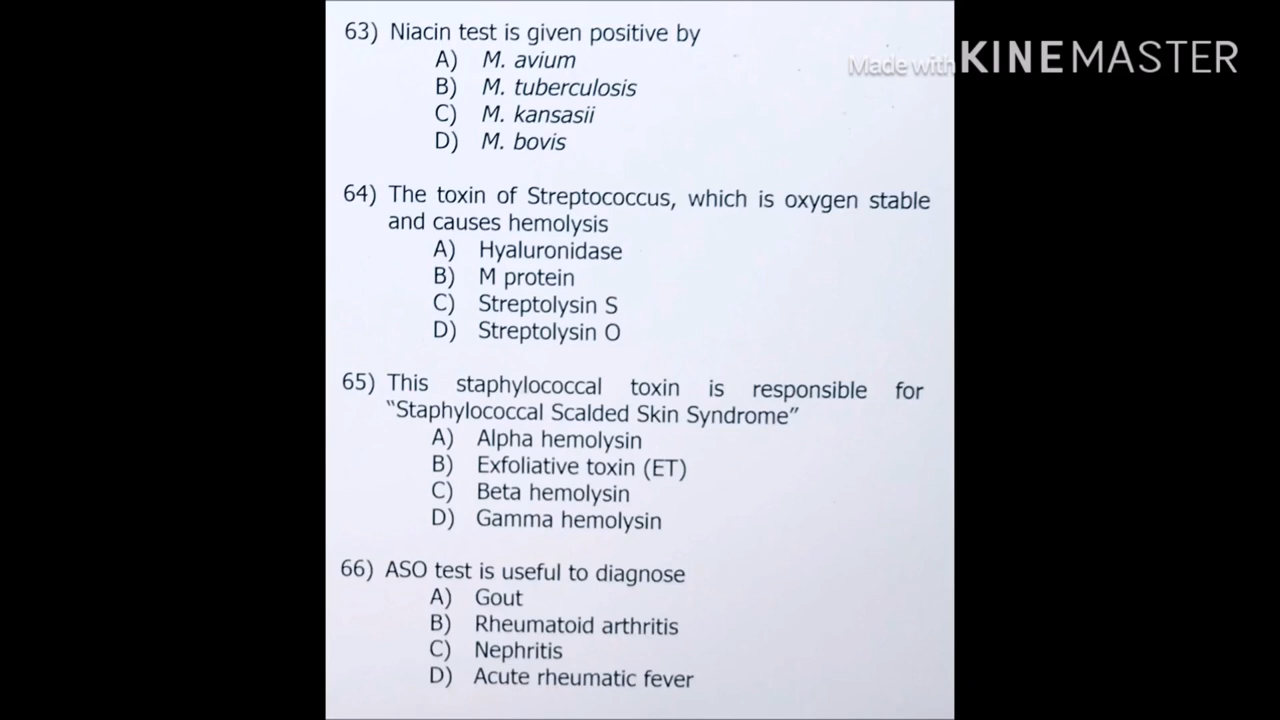 Made with KINEMASTER
63) Niacin test is given positive by
A) M. avium
B) M. tuberculosis
C) M. kansasii
D) M. bovis
64) The toxin of Streptococcus, which is oxygen stable
and causes hemolysis
A) Hyaluronidase
B) M protein
C) Streptolysin S
D) Streptolysin O
65) This staphylococcal toxin is responsible for
“Staphylococcal Scalded Skin Syndrome”
A) Alpha hemolysin
B) Exfoliative toxin (ET)
C) Beta hemolysin
D) Gamma hemolysin
66) ASO test is useful to diagnose
A) Gout
B) Rheumatoid arthritis
C) Nephritis
D) Acute rheumatic fever